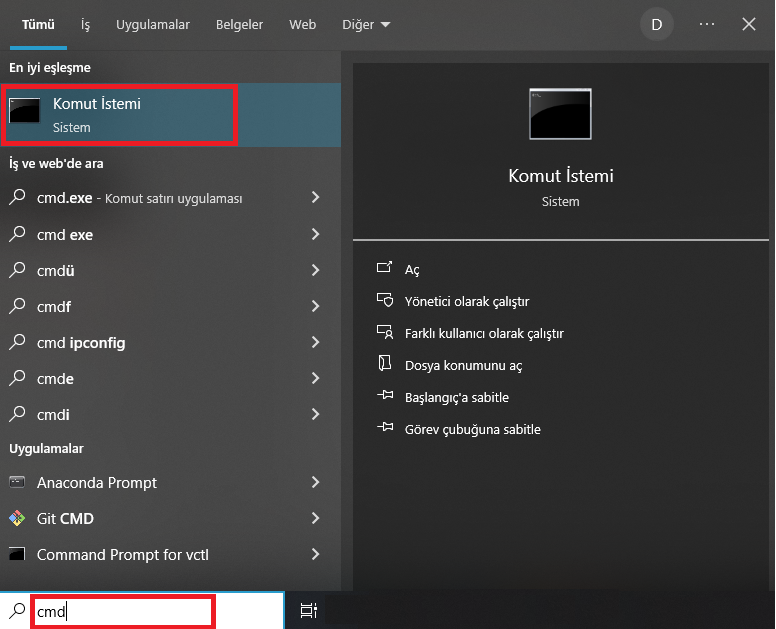 Tümü İş Uygulamalar Belgeler Web Diğer D ...
En iyi eşleşme
Komut İstemi
Sistem
İş ve web'de ara
cmd.exe - Komut satırı uygulaması
cmd exe
cmdü
cmdf
cmd ipconfig
cmde
cmdi
Uygulamalar
Anaconda Prompt
Git CMD
Command Prompt for vctl
cmd
Komut İstemi
Sistem
Aç
Yönetici olarak çalıştır
Farklı kullanıcı olarak çalıştır
Dosya konumunu aç
Başlangıç'a sabitle
Görev çubuğuna sabitle